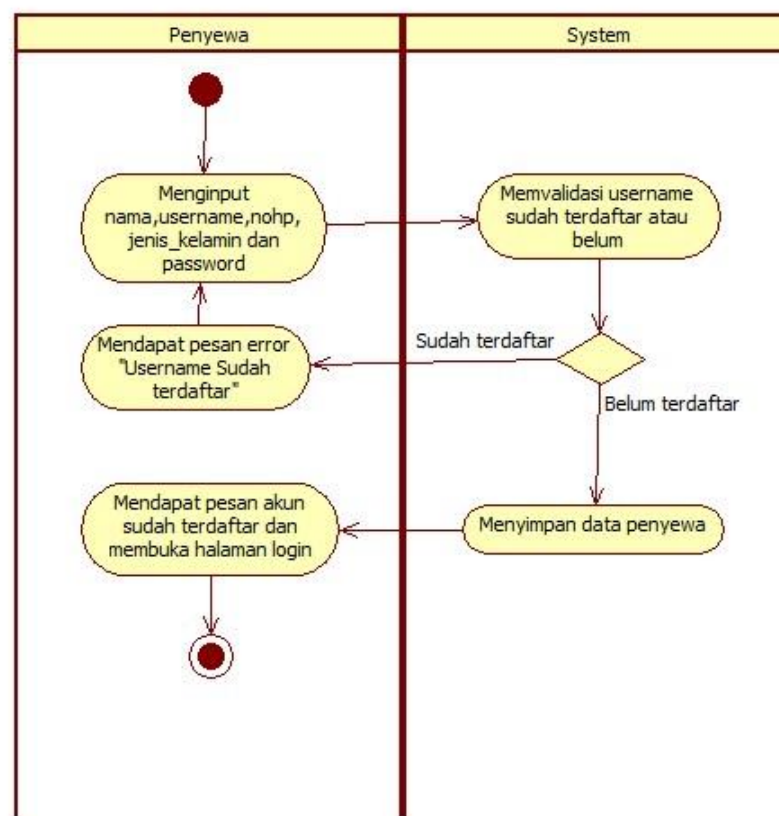 Penyewa
System
Menginput
nama,username,nohp,
jenis_kelamin dan
password
Memvalidasi username
sudah terdaftar atau
belum
Mendapat pesan error
"Username Sudah
terdaftar"
Sudah terdaftar
Belum terdaftar
Mendapat pesan akun
sudah terdaftar dan
membuka halaman login
Menyimpan data penyewa